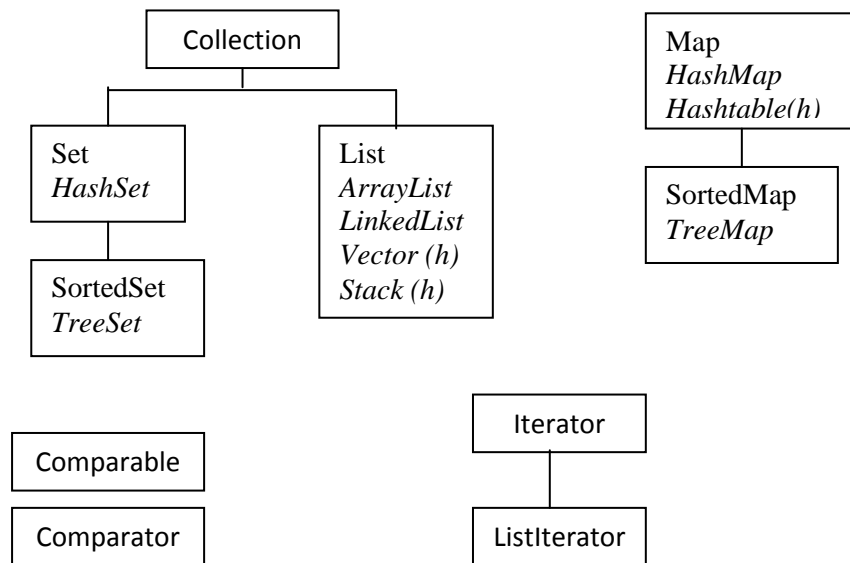 Collection
Map
HashMap
Hashtable(h)
Set
HashSet
List
ArrayList
LinkedList
Vector (h)
Stack (h)
SortedMap
TreeMap
SortedSet
TreeSet
Iterator
Comparable
Comparator
ListIterator